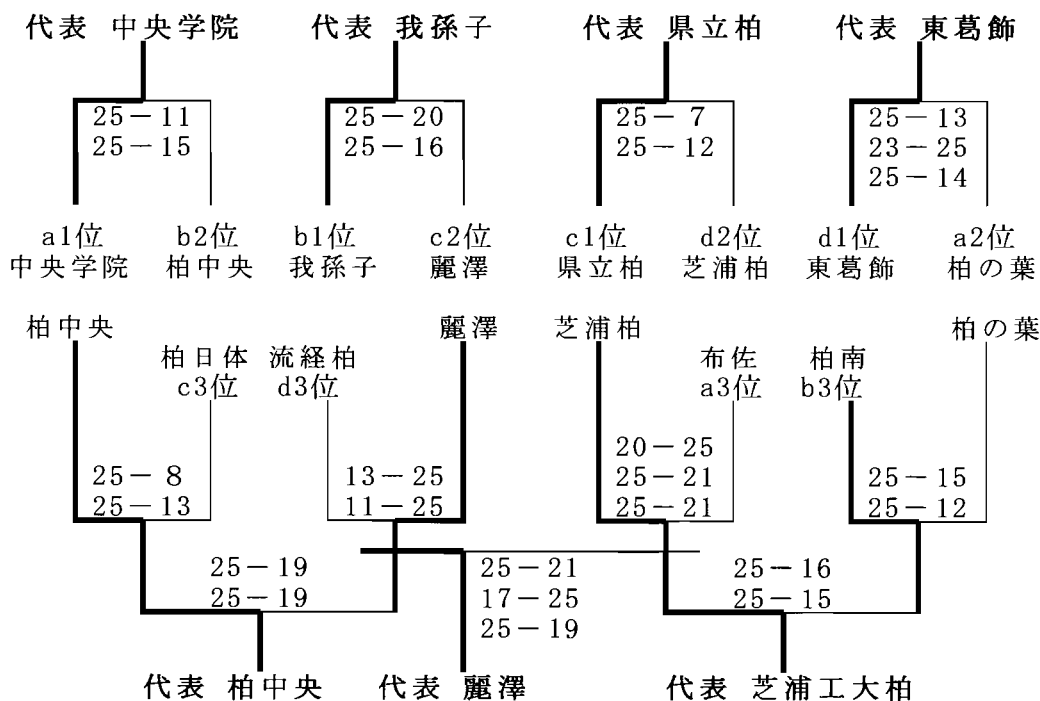 代表 中央学院
代表 我孫子
代表 県立柏
代表 東葛飾
25－11
25－15
25－20
25－16
25－7
25－12
25－13
23－25
25－14
a1位
中央学院
b2位
柏中央
b1位
我孫子
c2位
麗澤
c1位
県立柏
d2位
芝浦柏
d1位
東葛飾
a2位
柏の葉
柏中央
麗澤
芝浦柏
柏の葉
柏日体
c3位
流経柏
d3位
布佐
a3位
柏南
b3位
25－8
25－13
13－25
11－25
20－25
25－21
25－21
25－15
25－12
25－19
25－19
25－21
17－25
25－19
25－16
25－15
代表 柏中央
代表 麗澤
代表 芝浦工大柏